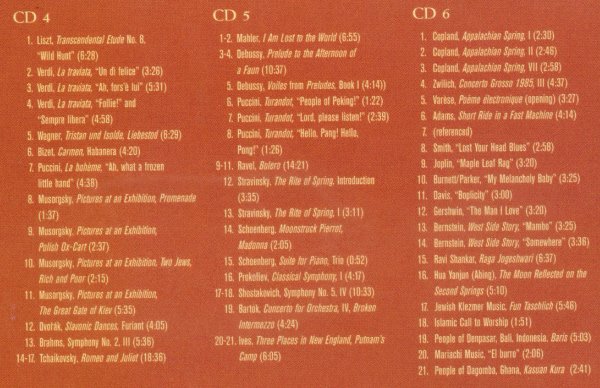 CD 4
1. Liszt, Transcendental Etude No. 8,
"Wild Hunt" (6:28)
2. Verdi, La traviata, "Un dì felice" (3:26)
3. Verdi, La traviata, "Ah, fors'è lui" (5:31)
4. Verdi, La traviata, "Follie!" and
"Sempre libera" (4:58)
5. Wagner, Tristan und Isolde, Liebestod (6:29)
6. Bizet, Carmen, Habanera (4:20)
7. Puccini, La bohème, "Ah, what a frozen
little hand" (4:38)
8. Musorgsky, Pictures at an Exhibition, Promenade
(1:37)
9. Musorgsky, Pictures at an Exhibition,
Polish Ox-Cart (2:37)
10. Musorgsky, Pictures at an Exhibition, Two Jews,
Rich and Poor (2:15)
11. Musorgsky, Pictures at an Exhibition,
The Great Gate of Kiev (5:35)
12. Dvořák, Slavonic Dances, Furiant (4:05)
13. Brahms, Symphony No. 2, III (5:36)
14-17. Tchaikovsky, Romeo and Juliet (18:36)
CD 5
1-2. Mahler, I Am Lost to the World (6:55)
3-4. Debussy, Prelude to the Afternoon of
a Faun (10:37)
5. Debussy, Voiles from Preludes, Book I (4:14))
6. Puccini, Turandot, "People of Peking!" (1:22)
7. Puccini, Turandot, "Lord, please listen!" (2:39)
8. Puccini, Turandot, "Hello, Pang! Hello,
Pong!" (1:26)
9-11. Ravel, Bolero (14:21)
12. Stravinsky, The Rite of Spring, Introduction
(3:35)
13. Stravinsky, The Rite of Spring, I (3:11)
14. Schoenberg, Moonstruck Pierrot,
Madonna (2:05)
15. Schoenberg, Suite for Piano, Trio (0:52)
16. Prokofiev, Classical Symphony, I (4:17)
17-18. Shostakovich, Symphony No. 5, IV (10:33)
19. Bartók, Concerto for Orchestra, IV, Broken
Intermezzo (4:24)
20-21. Ives, Three Places in New England, Putnam's
Camp (6:05)
CD 6
1. Copland, Appalachian Spring, I (2:30)
2. Copland, Appalachian Spring, II (2:46)
3. Copland, Appalachian Spring, VII (2:58)
4. Zwilich, Concerto Grosso 1985, III (4:37)
5. Varèse, Poème électronique (opening) (3:27)
6. Adams, Short Ride in a Fast Machine (4:14)
7. (referenced)
8. Smith, "Lost Your Head Blues" (2:58)
9. Joplin, "Maple Leaf Rag" (3:20)
10. Burnett/Parker, "My Melancholy Baby" (3:25)
11. Davis, "Boplicity" (3:00)
12. Gershwin, "The Man I Love" (3:20)
13. Bernstein, West Side Story, "Mambo" (3:25)
14. Bernstein, West Side Story, "Somewhere" (3:36)
15. Ravi Shankar, Raga Jogeshwari (6:37)
16. Hua Yanjun (Abing), The Moon Reflected on the
Second Springs (5:10)
17. Jewish Klezmer Music, Fun Taschlich (5:46)
18. Islamic Call to Worship (1:51)
19. People of Denpasar, Bali, Indonesia, Baris (5:03)
20. Mariachi Music, "El burro" (2:06)
21. People of Dagomba, Ghana, Kasuan Kura (2:41)